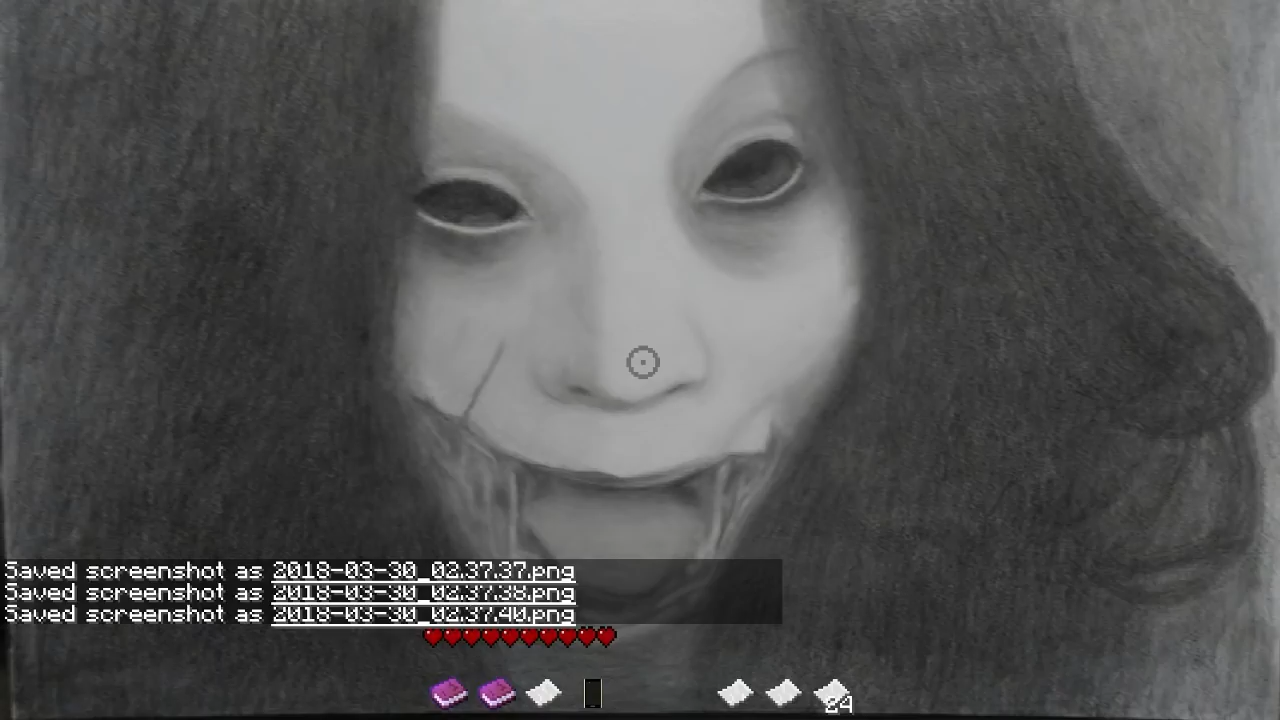 Saved screenshot as 2018-03-30_02.37.37.png
Saved screenshot as 2018-03-30_02.37.38.png
Saved screenshot as 2018-03-30_02.37.40.png
24